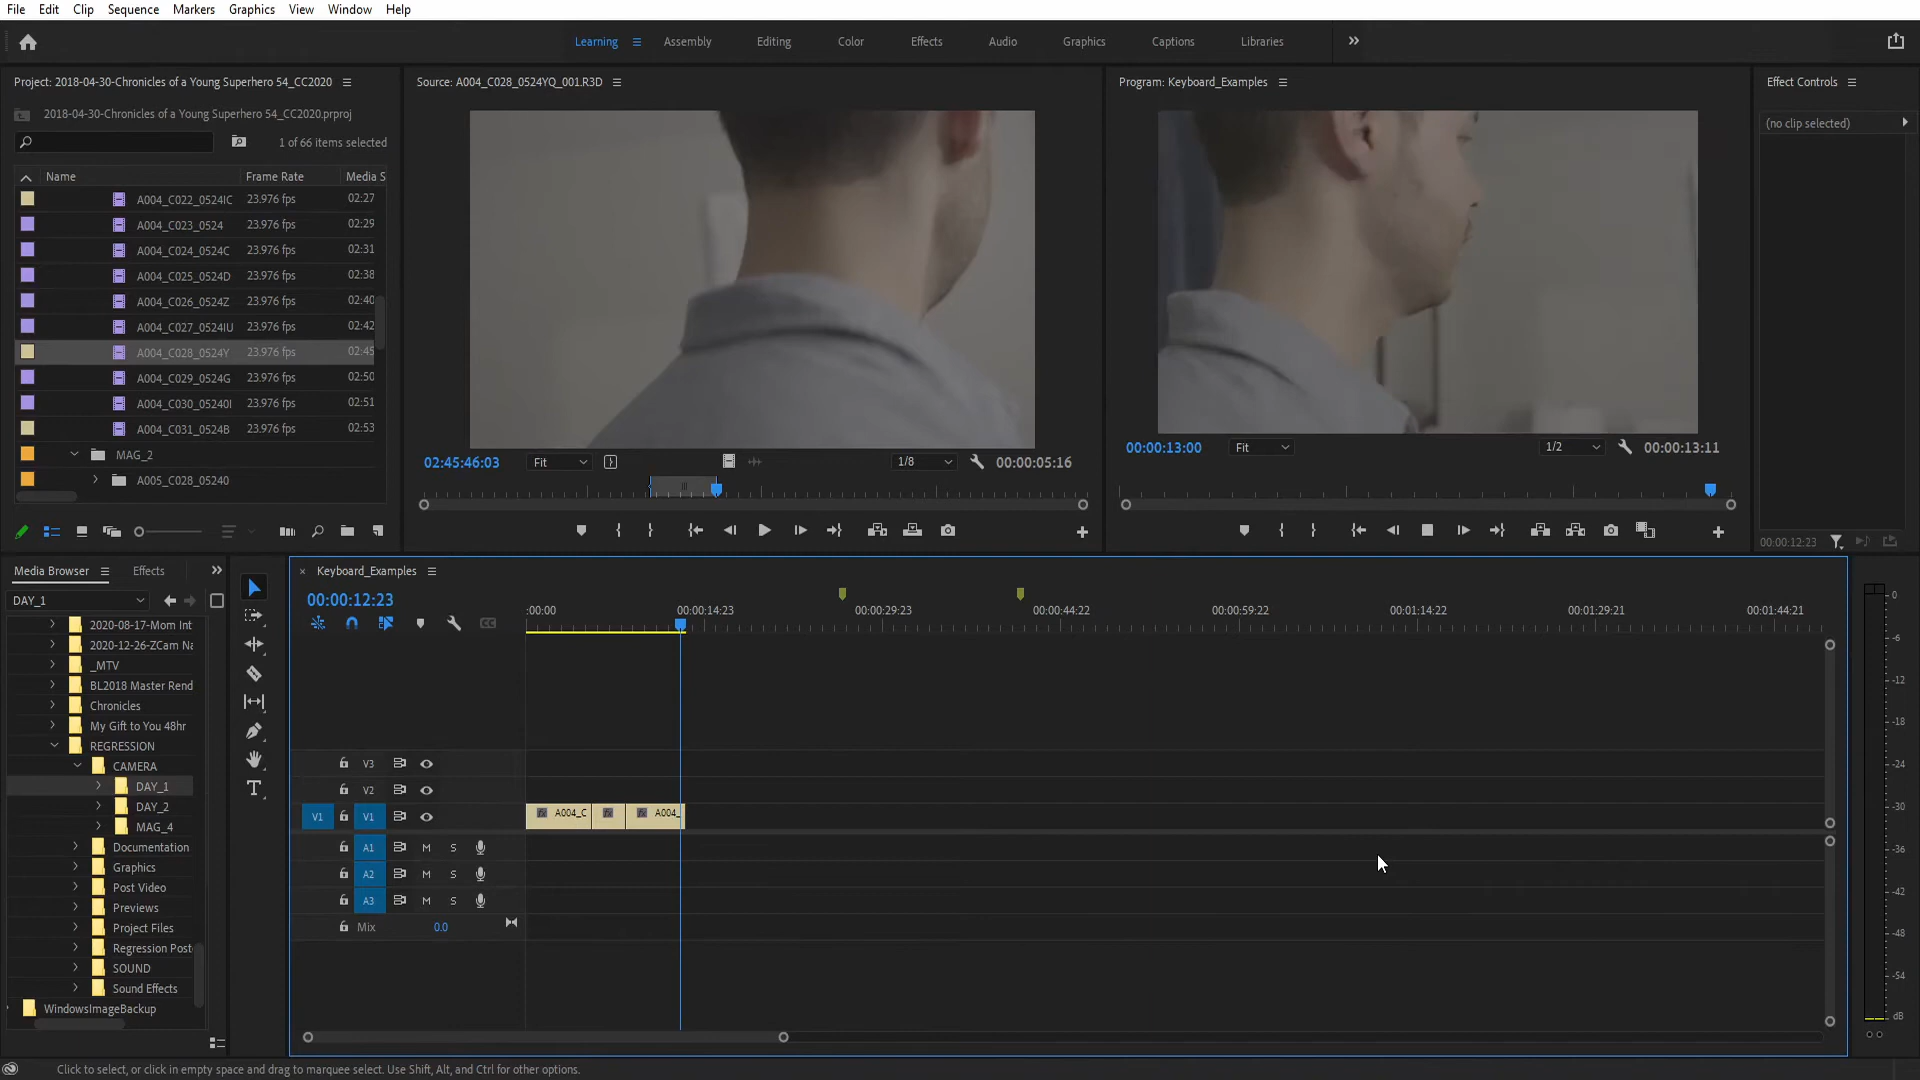 File Edit Clip Sequence Markers Graphics View Window Help
Learning Assembly Editing Color Effects Audio Graphics Captions Libraries
Project: 2018-04-30-Chronicles of a Young Superhero 54_CC2020
2018-04-30-Chronicles of a Young Superhero 54_CC2020.prproj
1 of 66 items selected
Name Frame Rate Media S
A004_C022_0524IC 23.976 fps 02:27
A004_C023_0524 23.976 fps 02:29
A004_C024_0524C 23.976 fps 02:31
A004_C025_0524D 23.976 fps 02:38
A004_C026_0524Z 23.976 fps 02:40
A004_C027_0524IU 23.976 fps 02:42
A004_C028_0524Y 23.976 fps 02:45
A004_C029_0524G 23.976 fps 02:50
A004_C030_0524OI 23.976 fps 02:51
A004_C031_0524B 23.976 fps 02:53
MAG_2
A005_C028_0524O
Source: A004_C028_0524YQ_001.R3D
02:45:46:03 Fit 1/8 00:00:05:16
Program: Keyboard_Examples
00:00:13:00 Fit 1/2 00:00:13:11
Effect Controls
(no clip selected)
00:00:12:23
Media Browser Effects
DAY_1
2020-08-17-Mom Int
2020-12-26-ZCam Na
_MTV
BL2018 Master Rend
Chronicles
My Gift to You 48hr
REGRESSION
CAMERA
DAY_1
DAY_2
MAG_4
Documentation
Graphics
Post Video
Previews
Project Files
Regression Post
SOUND
Sound Effects
WindowsImageBackup
Keyboard_Examples
00:00:12:23
:00:00 00:00:14:23 00:00:29:23 00:00:44:22 00:00:59:22 00:01:14:22 00:01:29:21 00:01:44:21
V3
V2
V1 V1 A004_C A004_
A1 M S
A2 M S
A3 M S
Mix 0.0
0
-6
-12
-18
-24
-30
-36
-42
-48
-54
dB
Click to select, or click in empty space and drag to marquee select. Use Shift, Alt, and Ctrl for other options.